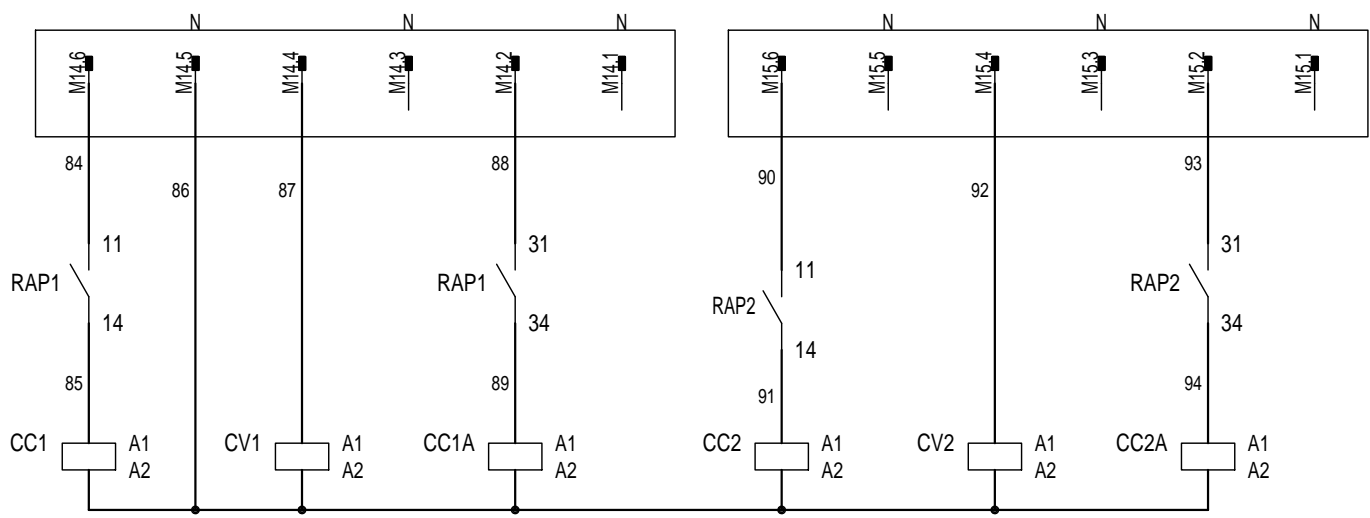 N N N N N N
M14.6 M14.5 M14.4 M14.3 M14.2 M14.1 M15.6 M15.5 M15.4 M15.3 M15.2 M15.1
84 88 90 93
86 87 92
11 31 31
11
RAP1 RAP1 RAP2
RAP2
14 34 34
14
85 89 94
91
CC1 A1 CV1 A1 CC1A A1 CC2 A1 CV2 A1 CC2A A1
A2 A2 A2 A2 A2 A2